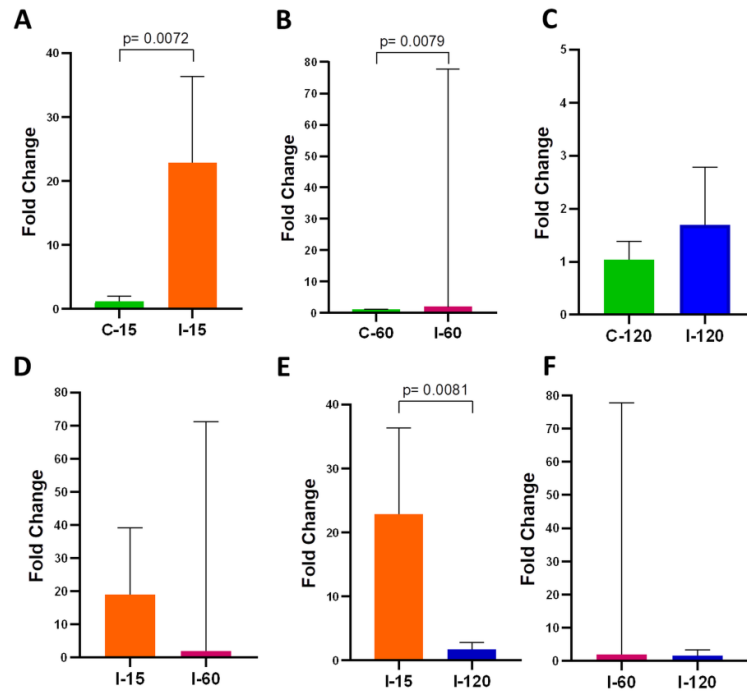 A
p= 0.0072
Fold Change
40
30
20
10
0
C-15 I-15
B
p= 0.0079
Fold Change
80
70
60
50
40
30
20
10
0
C-60 I-60
C
Fold Change
5
4
3
2
1
0
C-120 I-120
D
Fold Change
80
70
60
50
40
30
20
10
0
I-15 I-60
E
p= 0.0081
Fold Change
40
30
20
10
0
I-15 I-120
F
Fold Change
80
70
60
50
40
30
20
10
0
I-60 I-120